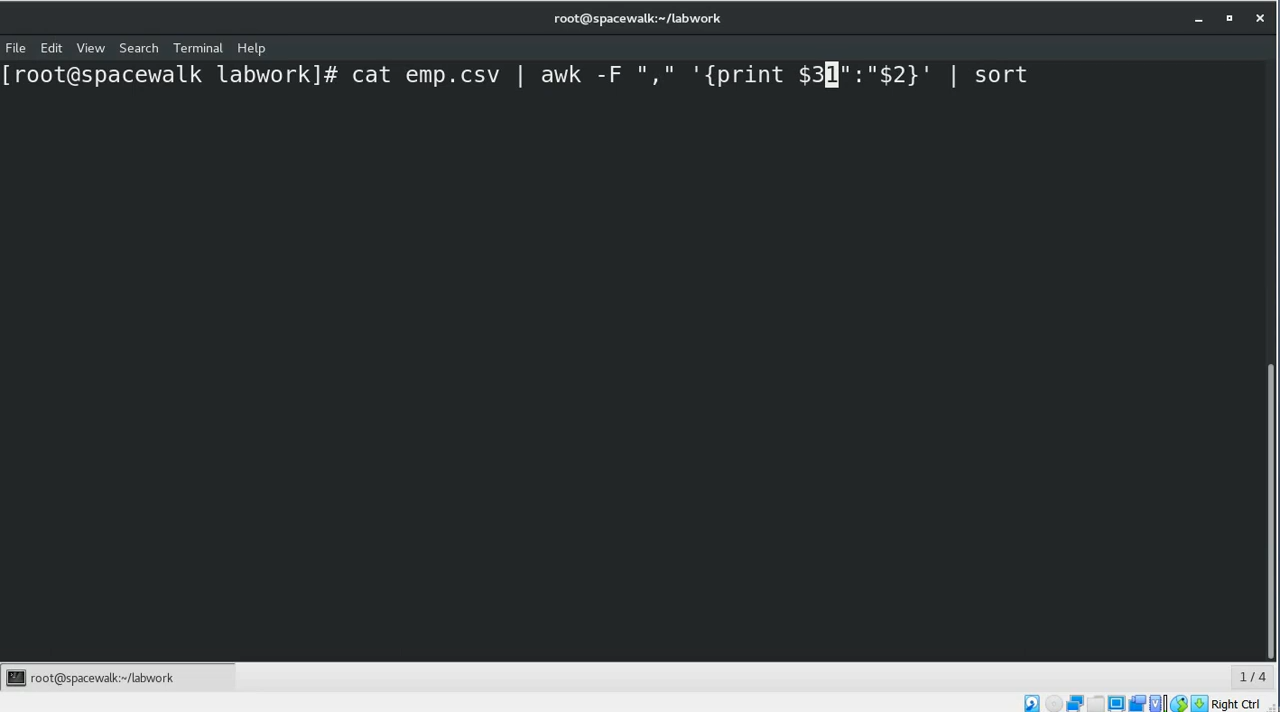 root@spacewalk:~/labwork
File Edit View Search Terminal Help
[root@spacewalk labwork]# cat emp.csv | awk -F "," '{print $31":"$2}' | sort
root@spacewalk:~/labwork
1 / 4
Right Ctrl